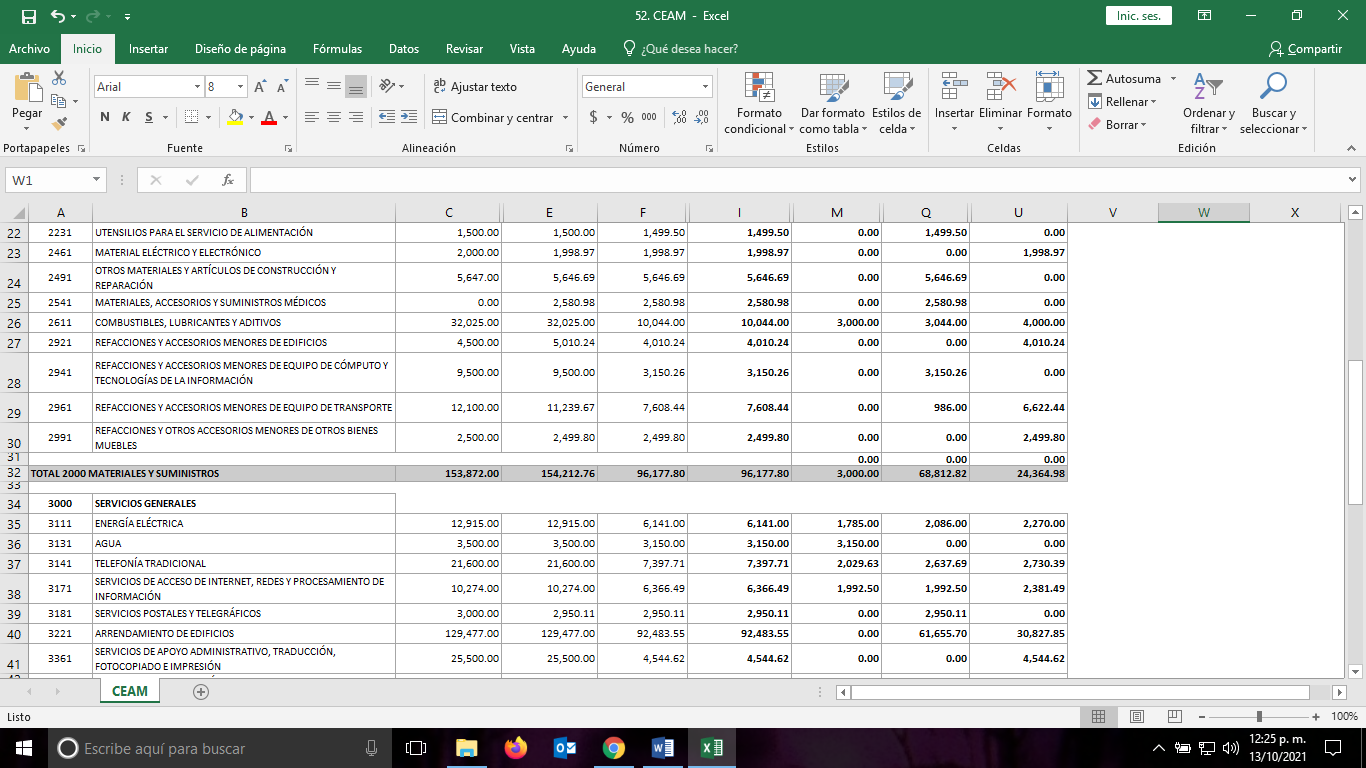 52. CEAM - Excel
Inic. ses.
Archivo Inicio Insertar Diseño de página Fórmulas Datos Revisar Vista Ayuda ¿Qué desea hacer? Compartir
Pegar
Portapapeles
Arial 8
N K S
Fuente
Ajustar texto
Combinar y centrar
Alineación
General
$ % 000
Número
Formato condicional
Dar formato como tabla
Estilos de celda
Estilos
Insertar Eliminar Formato
Celdas
Autosuma
Rellenar
Borrar
Ordenar y filtrar
Buscar y seleccionar
Edición
W1 fx
A B C E F I M Q U V W X
22 2231 UTENSILIOS PARA EL SERVICIO DE ALIMENTACIÓN 1,500.00 1,500.00 1,499.50 1,499.50 0.00 1,499.50 0.00
23 2461 MATERIAL ELÉCTRICO Y ELECTRÓNICO 2,000.00 1,998.97 1,998.97 1,998.97 0.00 0.00 1,998.97
24 2491 OTROS MATERIALES Y ARTÍCULOS DE CONSTRUCCIÓN Y
REPARACIÓN 5,647.00 5,646.69 5,646.69 5,646.69 0.00 5,646.69 0.00
25 2541 MATERIALES, ACCESORIOS Y SUMINISTROS MÉDICOS 0.00 2,580.98 2,580.98 2,580.98 0.00 2,580.98 0.00
26 2611 COMBUSTIBLES, LUBRICANTES Y ADITIVOS 32,025.00 32,025.00 10,044.00 10,044.00 3,000.00 3,044.00 4,000.00
27 2921 REFACCIONES Y ACCESORIOS MENORES DE EDIFICIOS 4,500.00 5,010.24 4,010.24 4,010.24 0.00 0.00 4,010.24
28 2941 REFACCIONES Y ACCESORIOS MENORES DE EQUIPO DE CÓMPUTO Y
TECNOLOGÍAS DE LA INFORMACIÓN 9,500.00 9,500.00 3,150.26 3,150.26 0.00 3,150.26 0.00
29 2961 REFACCIONES Y ACCESORIOS MENORES DE EQUIPO DE TRANSPORTE 12,100.00 11,239.67 7,608.44 7,608.44 0.00 986.00 6,622.44
30 2991 REFACCIONES Y OTROS ACCESORIOS MENORES DE OTROS BIENES
MUEBLES 2,500.00 2,499.80 2,499.80 2,499.80 0.00 0.00 2,499.80
31 0.00 0.00 0.00
32 TOTAL 2000 MATERIALES Y SUMINISTROS 153,872.00 154,212.76 96,177.80 96,177.80 3,000.00 68,812.82 24,364.98
33
34 3000 SERVICIOS GENERALES
35 3111 ENERGÍA ELÉCTRICA 12,915.00 12,915.00 6,141.00 6,141.00 1,785.00 2,086.00 2,270.00
36 3131 AGUA 3,500.00 3,500.00 3,150.00 3,150.00 3,150.00 0.00 0.00
37 3141 TELEFONÍA TRADICIONAL 21,600.00 21,600.00 7,397.71 7,397.71 2,029.63 2,637.69 2,730.39
38 3171 SERVICIOS DE ACCESO DE INTERNET, REDES Y PROCESAMIENTO DE
INFORMACIÓN 10,274.00 10,274.00 6,366.49 6,366.49 1,992.50 1,992.50 2,381.49
39 3181 SERVICIOS POSTALES Y TELEGRÁFICOS 3,000.00 2,950.11 2,950.11 2,950.11 0.00 2,950.11 0.00
40 3221 ARRENDAMIENTO DE EDIFICIOS 129,477.00 129,477.00 92,483.55 92,483.55 0.00 61,655.70 30,827.85
41 3361 SERVICIOS DE APOYO ADMINISTRATIVO, TRADUCCIÓN,
FOTOCOPIADO E IMPRESIÓN 25,500.00 25,500.00 4,544.62 4,544.62 0.00 0.00 4,544.62
CEAM
Listo 100%
Escribe aquí para buscar
12:25 p. m.
13/10/2021